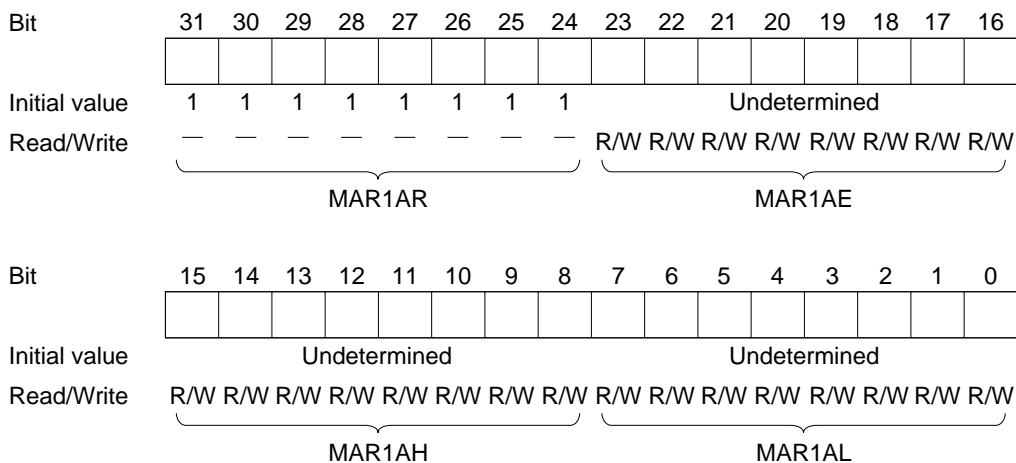 Bit 31 30 29 28 27 26 25 24 23 22 21 20 19 18 17 16
Initial value 1 1 1 1 1 1 1 1 Undetermined
Read/Write — — — — — — — — R/W R/W R/W R/W R/W R/W R/W R/W
MAR1AR MAR1AE
Bit 15 14 13 12 11 10 9 8 7 6 5 4 3 2 1 0
Initial value Undetermined Undetermined
Read/Write R/W R/W R/W R/W R/W R/W R/W R/W R/W R/W R/W R/W R/W R/W R/W R/W
MAR1AH MAR1AL